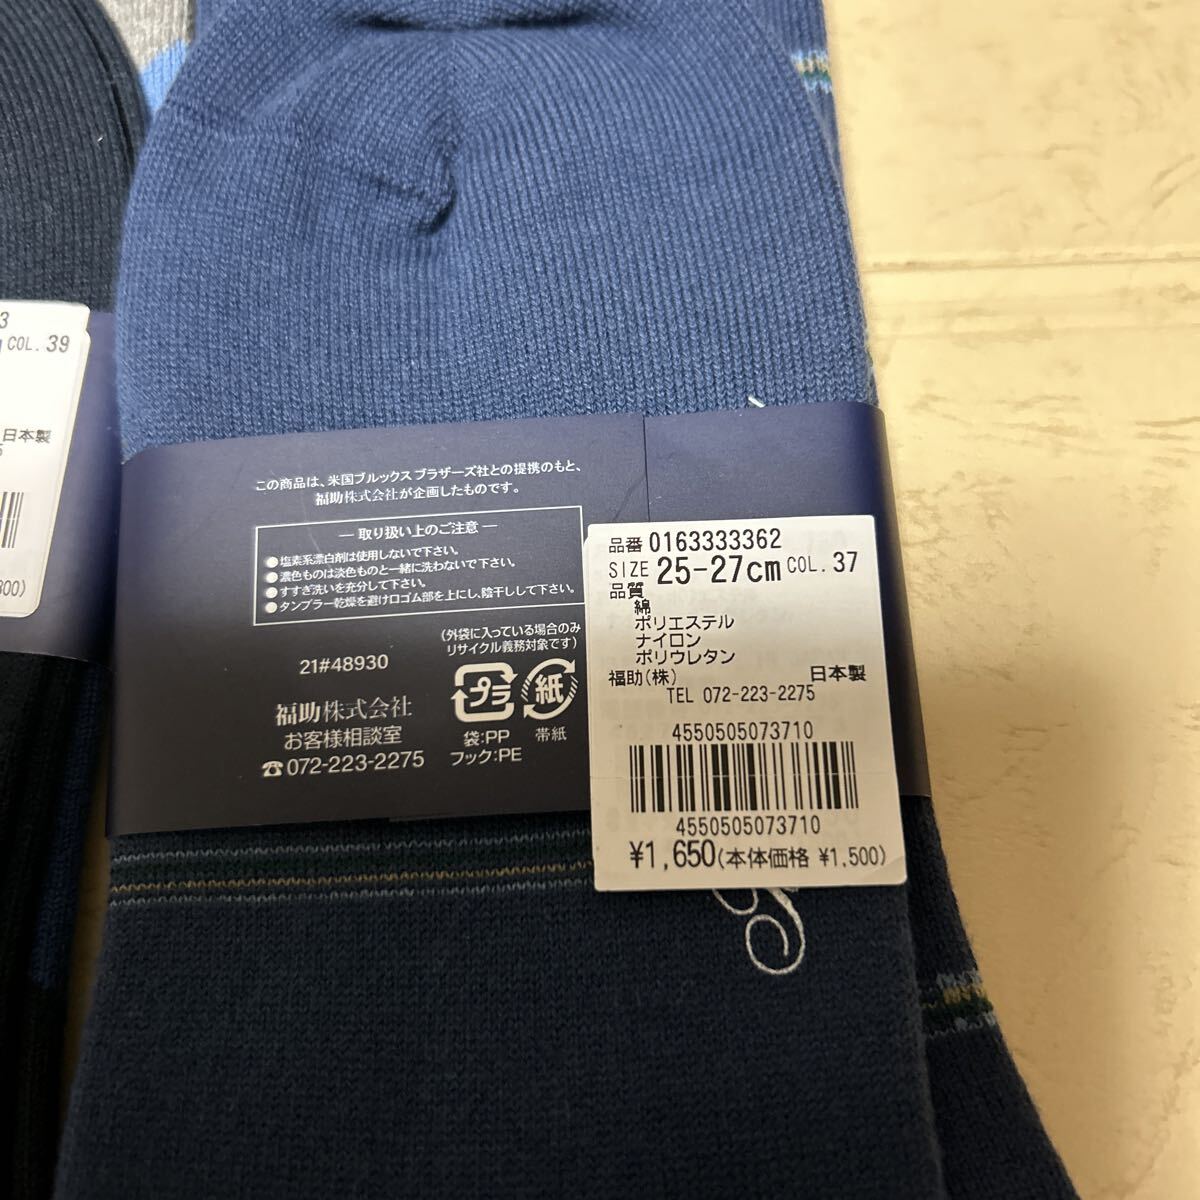 3
COL. 39
日本製
この商品は、米国ブルックス ブラザーズ社との提携のもと、
福助株式会社が企画したものです。
― 取り扱い上のご注意 ―
●塩素系漂白剤は使用しないで下さい。
●濃色ものは淡色ものと一緒に洗わないで下さい。
●すすぎ洗いを充分して下さい。
●タンブラー乾燥を避け口ゴム部を上にし、陰干しして下さい。
(外袋に入っている場合のみ
リサイクル義務対象です)
21#48930
プラ
紙
袋:PP
フック:PE
帯紙
福助株式会社
お客様相談室
☎072-223-2275
品番 0163333362
SIZE 25-27cm COL. 37
品質
綿
ポリエステル
ナイロン
ポリウレタン
福助(株) 日本製
TEL 072-223-2275
4550505073710
4550505073710
¥1,650(本体価格 ¥1,500)